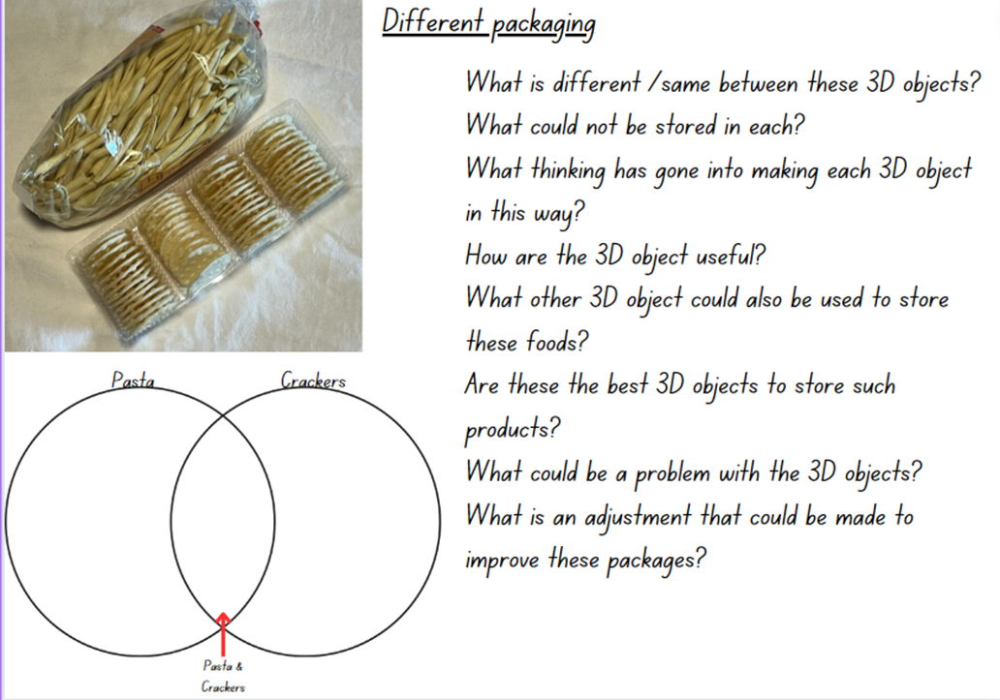 Different packaging
What is different /same between these 3D objects?
What could not be stored in each?
What thinking has gone into making each 3D object
in this way?
How are the 3D object useful?
What other 3D object could also be used to store
these foods?
Are these the best 3D objects to store such
products?
What could be a problem with the 3D objects?
What is an adjustment that could be made to
improve these packages?
Pasta
Crackers
Pasta &
Crackers